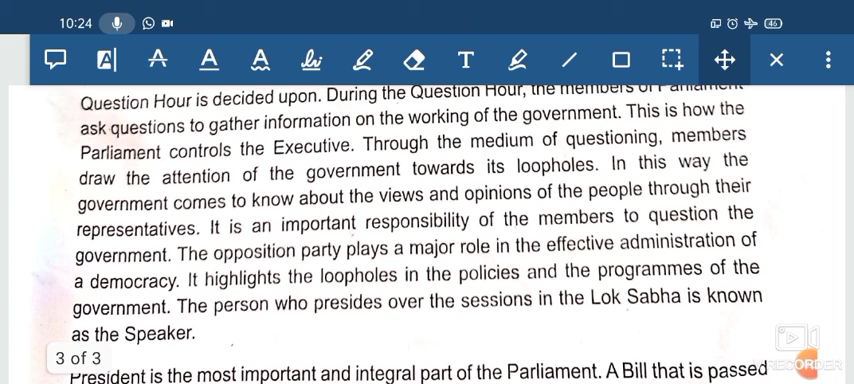 10:24
46
A
A
A
A
T
Question Hour is decided upon. During the Question Hour, the members of Parliament
ask questions to gather information on the working of the government. This is how the
Parliament controls the Executive. Through the medium of questioning, members
draw the attention of the government towards its loopholes. In this way the
government comes to know about the views and opinions of the people through their
representatives. It is an important responsibility of the members to question the
government. The opposition party plays a major role in the effective administration of
a democracy. It highlights the loopholes in the policies and the programmes of the
government. The person who presides over the sessions in the Lok Sabha is known
as the Speaker.
3 of 3
President is the most important and integral part of the Parliament. A Bill that is passed
RECORDER